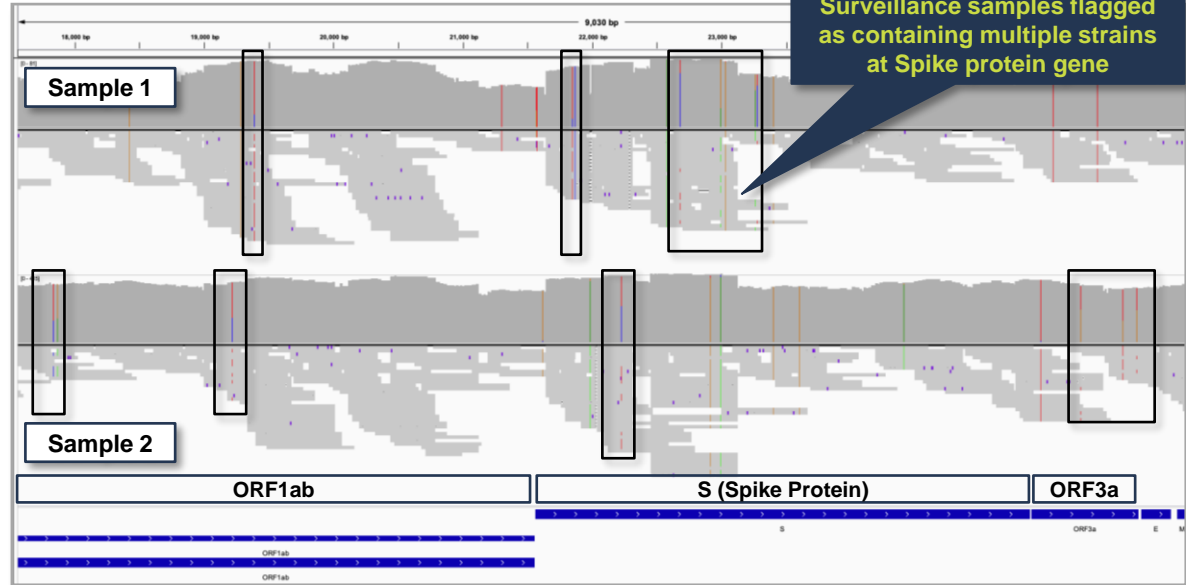 Surveillance samples flagged
as containing multiple strains
at Spike protein gene
9,030 bp
18,000 bp 19,000 bp 20,000 bp 21,000 bp 22,000 bp 23,000 bp
Sample 1
Sample 2
ORF1ab S (Spike Protein) ORF3a
S ORF3a E M
ORF1ab
ORF1ab